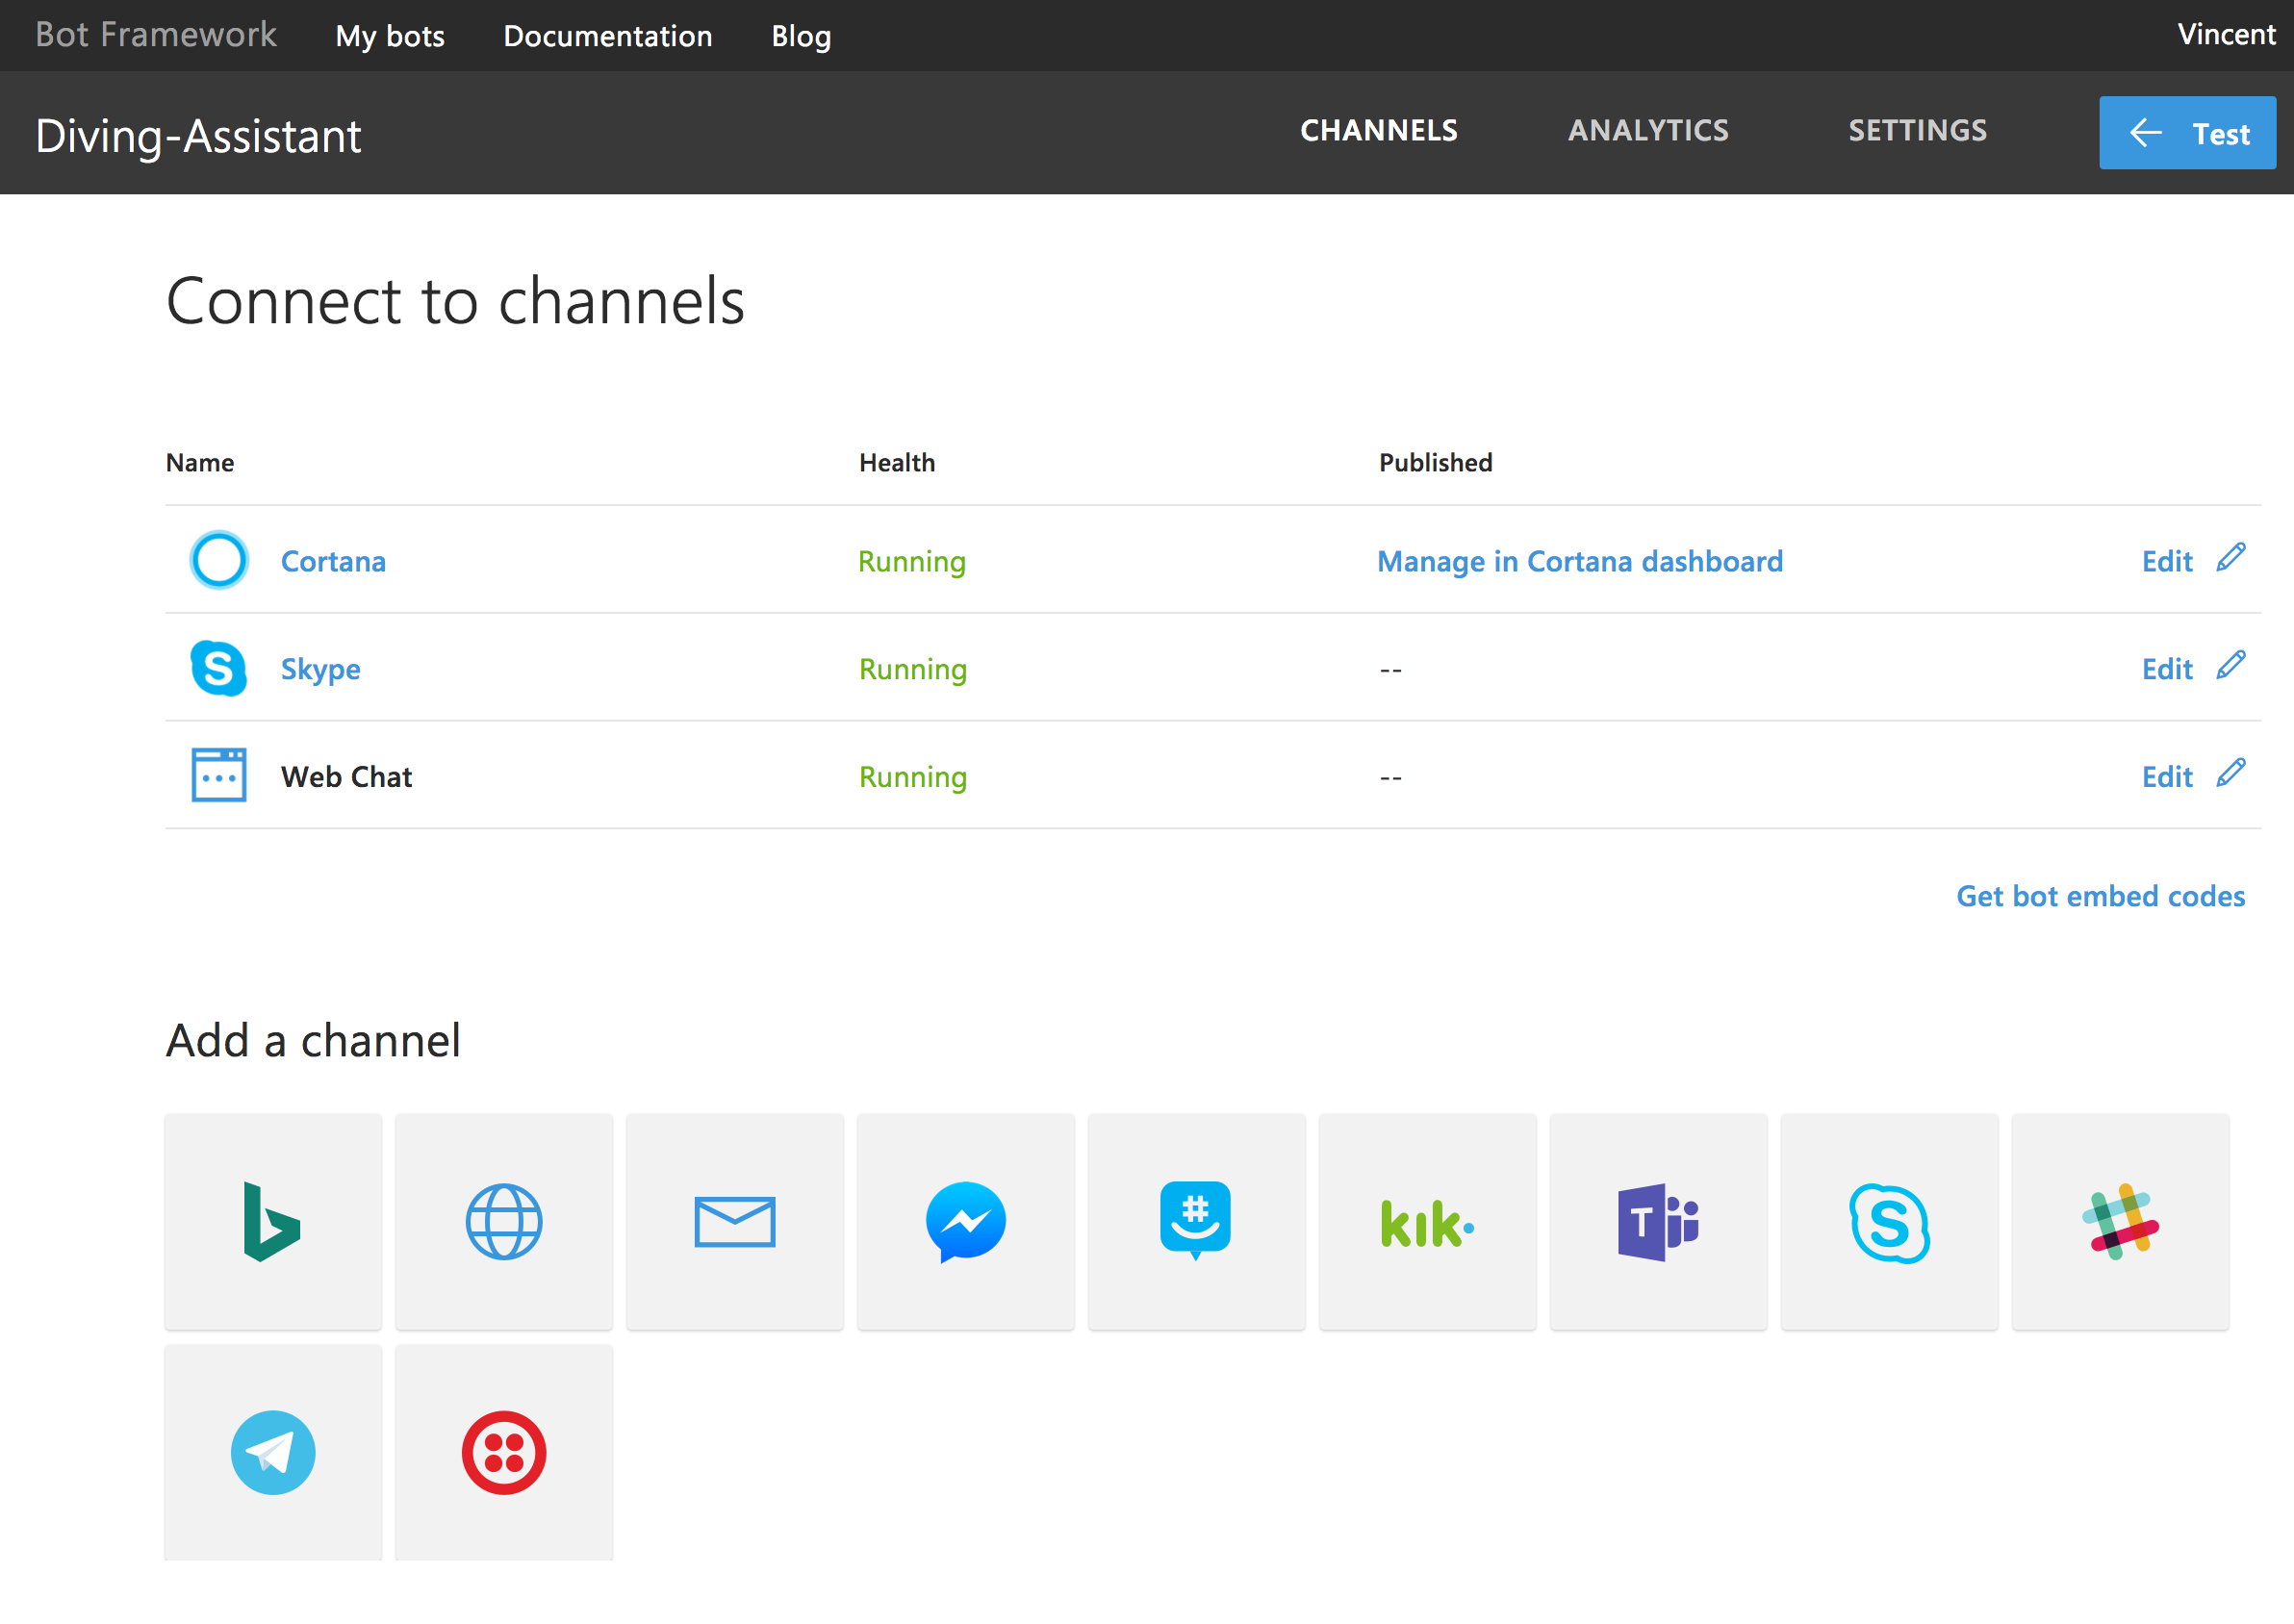 Bot Framework My bots Documentation Blog Vincent
Diving-Assistant CHANNELS ANALYTICS SETTINGS Test
Connect to channels
Name Health Published
Cortana Running Manage in Cortana dashboard Edit
Skype Running -- Edit
Web Chat Running -- Edit
Get bot embed codes
Add a channel
kik